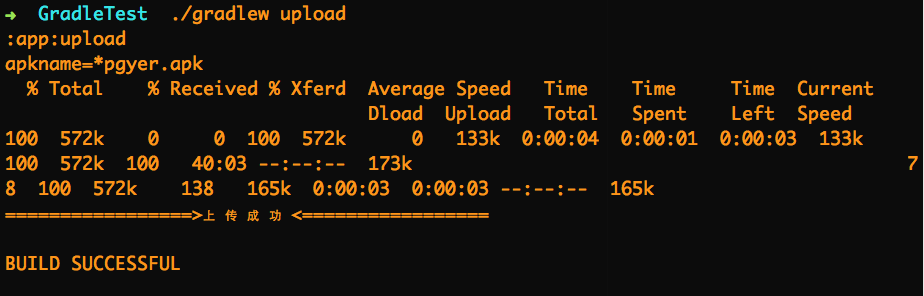 ➜  GradleTest  ./gradlew upload
:app:upload
apkname=*pgyer.apk
  % Total    % Received % Xferd  Average Speed   Time    Time     Time  Current
                                 Dload  Upload   Total   Spent    Left  Speed
100  572k    0     0  100  572k      0   133k  0:00:04  0:00:01  0:00:03  133k
100  572k  100   40:03 --:--:--  173k                                             7
8  100  572k    138   165k  0:00:03  0:00:03 --:--:--  165k
=================>上传成功<=================
BUILD SUCCESSFUL